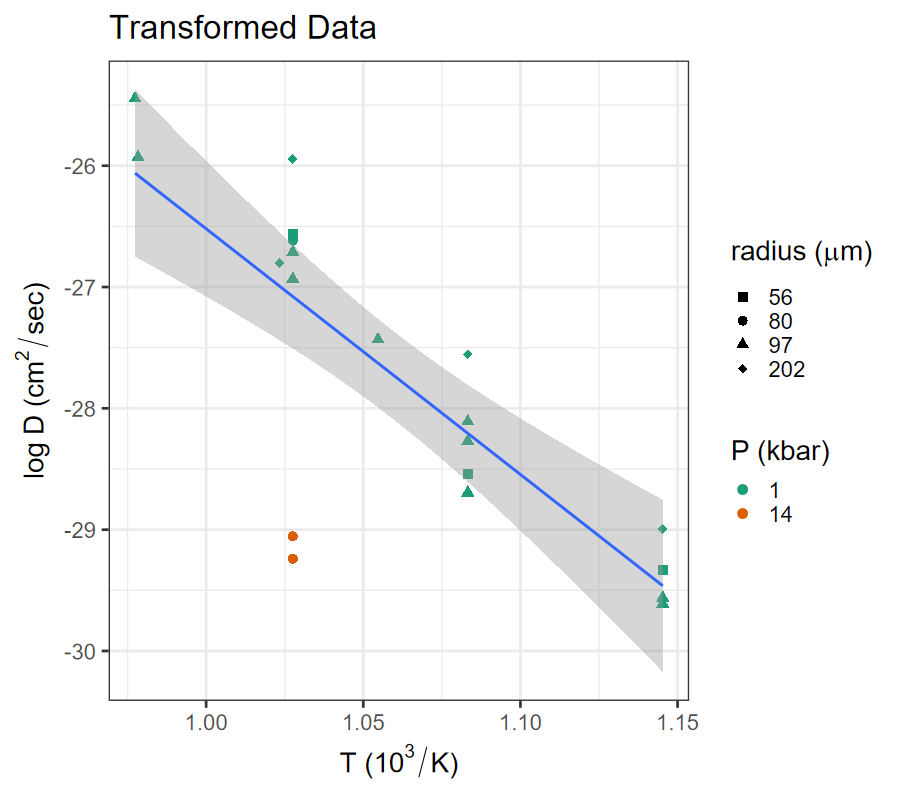 Transformed Data
log D (cm²/sec)
-26
-27
-28
-29
-30
1.00 1.05 1.10 1.15
T (10³/K)
radius (μm)
56
80
97
202
P (kbar)
1
14